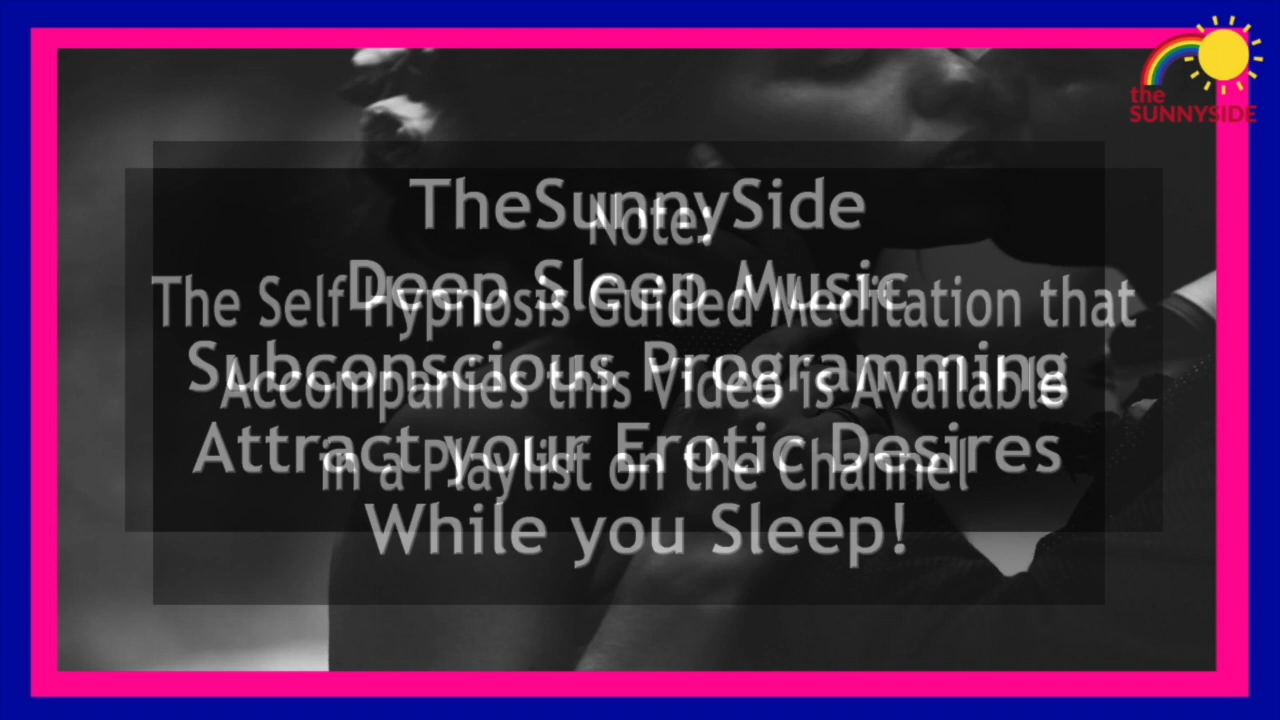 the
SUNNYSIDE
TheSunnySide
Deep Sleep Music
Subconscious Programming
Attract your Erotic Desires
While you Sleep!
Note:
The Self Hypnosis Guided Meditation that
Accompanies this Video is Available
in a Playlist on the Channel